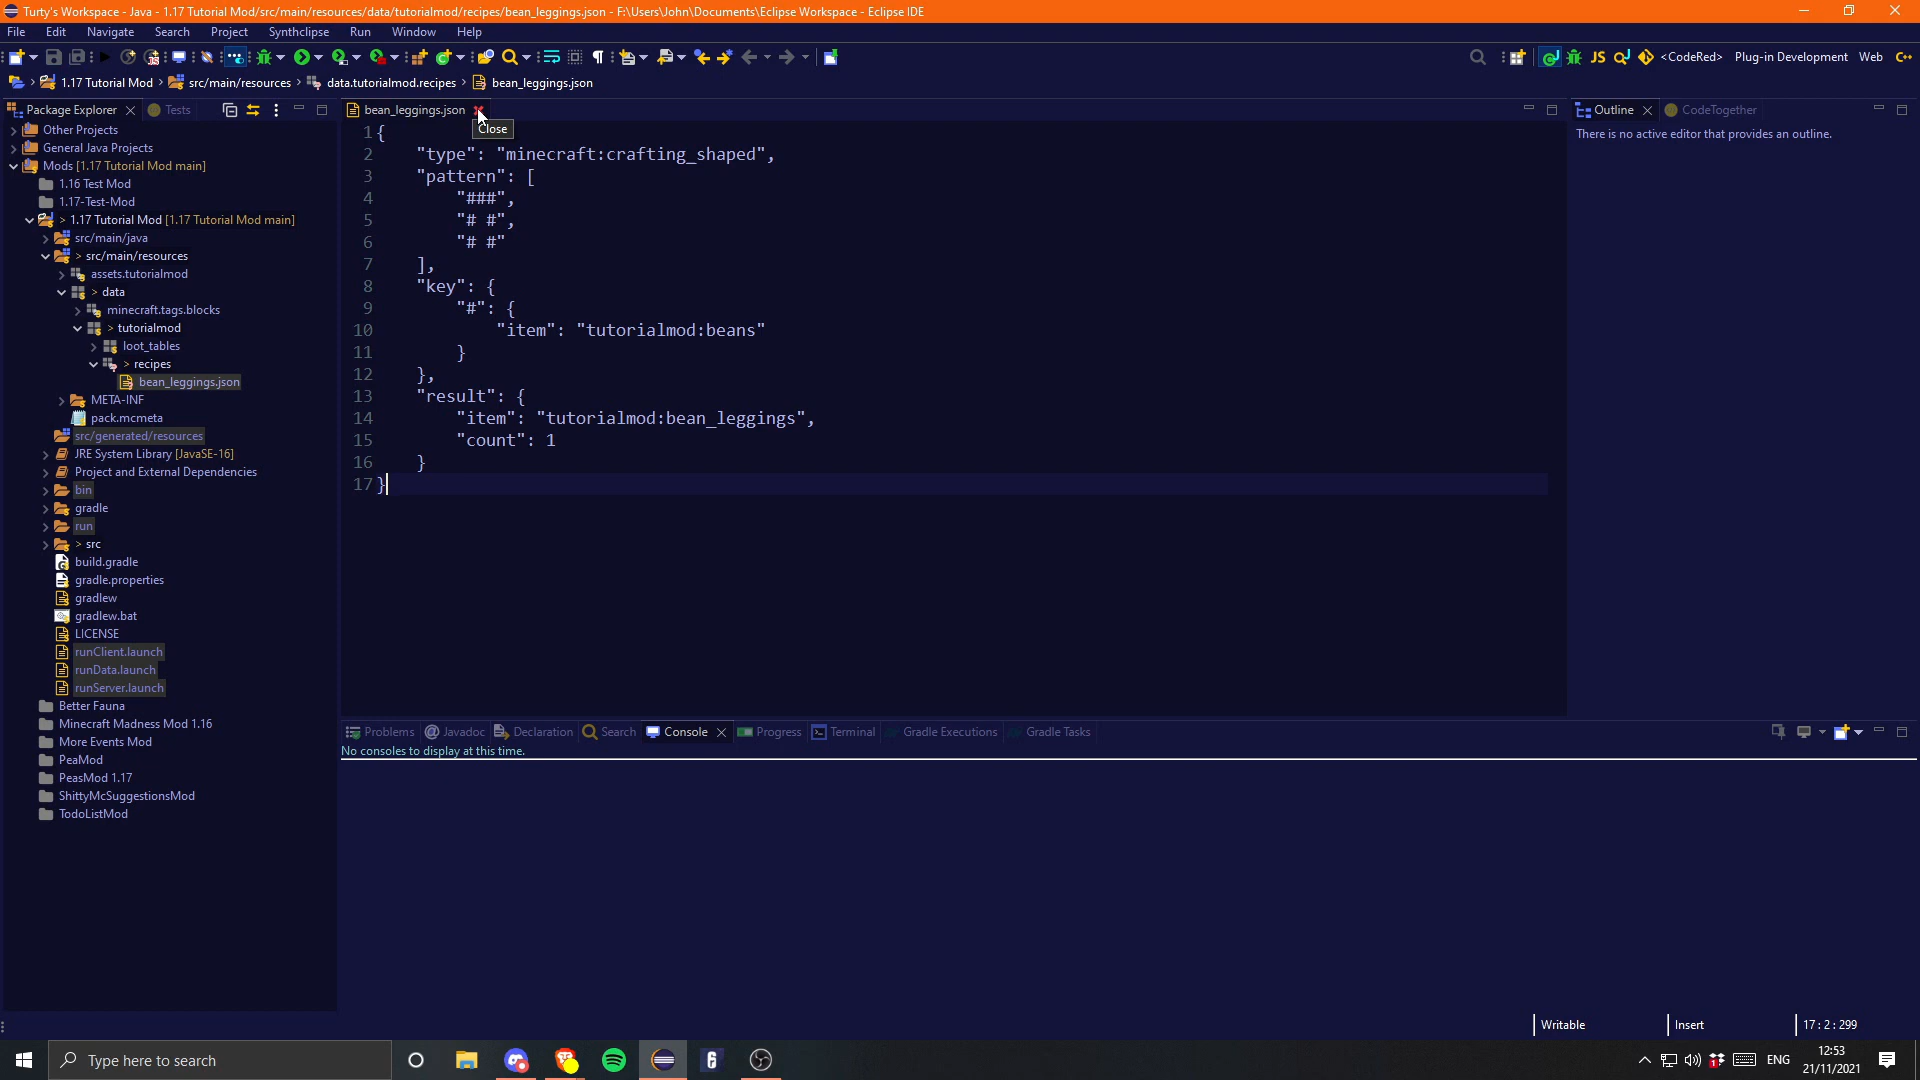 Turty's Workspace - Java - 1.17 Tutorial Mod/src/main/resources/data/tutorialmod/recipes/bean_leggings.json - F:\Users\John\Documents\Eclipse Workspace - Eclipse IDE
File Edit Navigate Search Project Synthclipse Run Window Help
<CodeRed> Plug-in Development Web
1.17 Tutorial Mod src/main/resources data.tutorialmod.recipes bean_leggings.json
Package Explorer Tests
Other Projects
General Java Projects
Mods [1.17 Tutorial Mod main]
1.16 Test Mod
1.17-Test-Mod
> 1.17 Tutorial Mod [1.17 Tutorial Mod main]
src/main/java
> src/main/resources
assets.tutorialmod
> data
minecraft.tags.blocks
> tutorialmod
loot_tables
> recipes
bean_leggings.json
META-INF
pack.mcmeta
src/generated/resources
JRE System Library [JavaSE-16]
Project and External Dependencies
bin
gradle
run
> src
build.gradle
gradle.properties
gradlew
gradlew.bat
LICENSE
runClient.launch
runData.launch
runServer.launch
Better Fauna
Minecraft Madness Mod 1.16
More Events Mod
PeaMod
PeasMod 1.17
ShittyMcSuggestionsMod
TodoListMod
bean_leggings.json
Close
1 {
2 "type": "minecraft:crafting_shaped",
3 "pattern": [
4 "###",
5 "# #",
6 "# #"
7 ],
8 "key": {
9 "#": {
10 "item": "tutorialmod:beans"
11 }
12 },
13 "result": {
14 "item": "tutorialmod:bean_leggings",
15 "count": 1
16 }
17 }
Outline CodeTogether
There is no active editor that provides an outline.
Problems Javadoc Declaration Search Console Progress Terminal Gradle Executions Gradle Tasks
No consoles to display at this time.
Writable Insert 17 : 2 : 299
Type here to search
ENG
12:53
21/11/2021